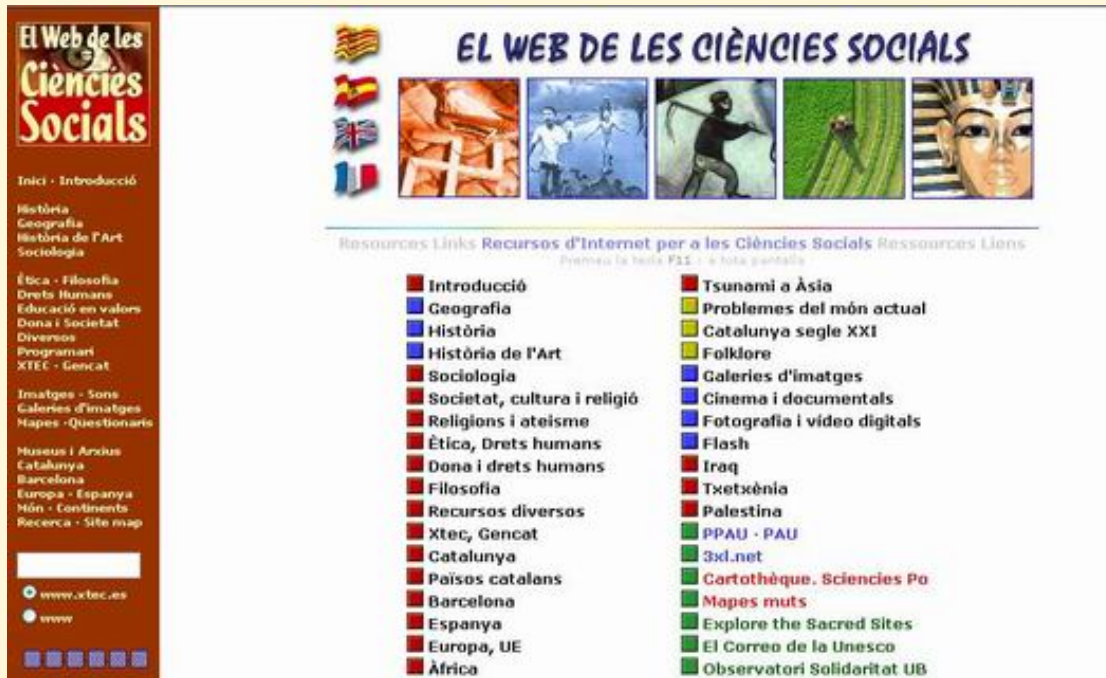 El Web de les
Ciències
Socials
Inici - Introducció
Història
Geografia
Història de l'Art
Sociologia
Ètica - Filosofia
Drets Humans
Educació en valors
Dona i Societat
Diversos
Programari
XTEC - Gencat
Imatges - Sons
Galeries d'imatges
Mapes -Questionaris
Museus i Arxius
Catalunya
Barcelona
Europa - Espanya
Món - Continents
Recerca - Site map
www.xtec.es
www
EL WEB DE LES CIÈNCIES SOCIALS
Resources Links Recursos d'Internet per a les Ciències Socials Ressources Liens
Premeu la tecla F11 - a tota pantalla
Introducció
Geografia
Història
Història de l'Art
Sociologia
Societat, cultura i religió
Religions i ateisme
Ètica, Drets humans
Dona i drets humans
Filosofia
Recursos diversos
Xtec, Gencat
Catalunya
Països catalans
Barcelona
Espanya
Europa, UE
Àfrica
Tsunami a Àsia
Problemes del món actual
Catalunya segle XXI
Folklore
Galeries d'imatges
Cinema i documentals
Fotografia i vídeo digitals
Flash
Iraq
Txetxènia
Palestina
PPAU - PAU
3xl.net
Cartothèque. Sciencies Po
Mapes muts
Explore the Sacred Sites
El Correo de la Unesco
Observatori Solidaritat UB